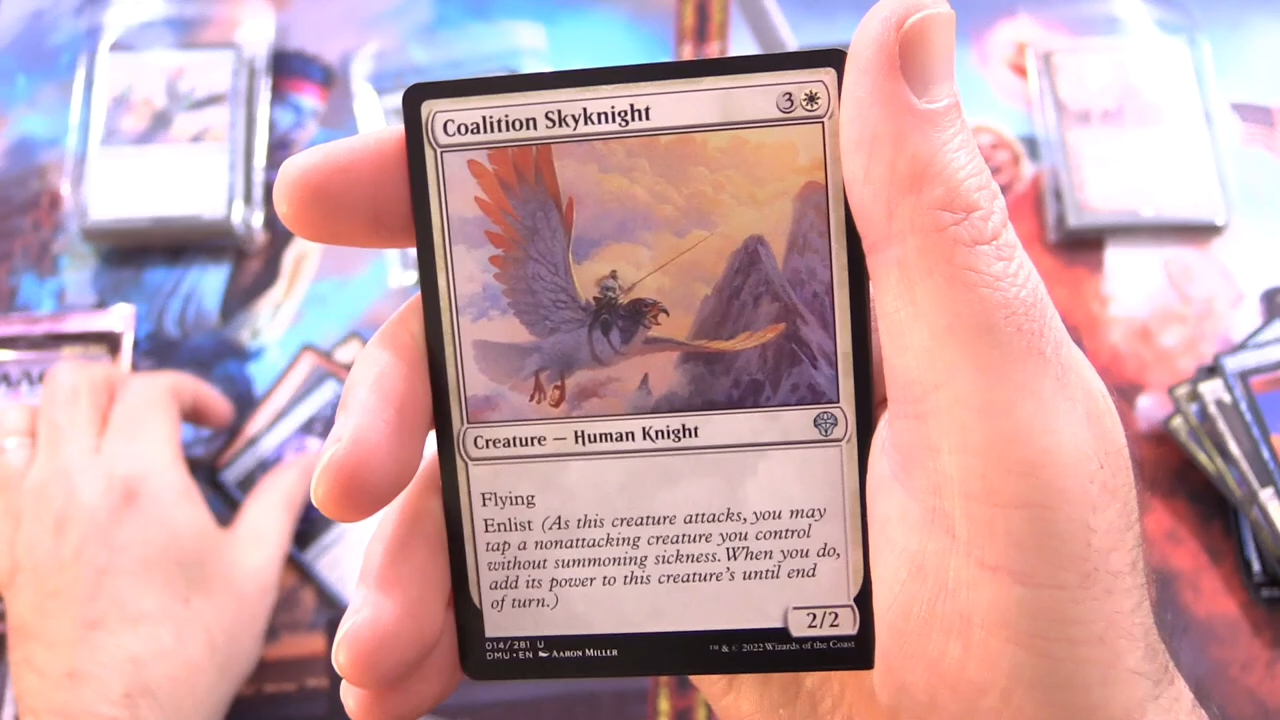 Coalition Skyknight
3
Creature — Human Knight
Flying
Enlist (As this creature attacks, you may
tap a nonattacking creature you control
without summoning sickness. When you do,
add its power to this creature's until end
of turn.)
2/2
014/281 U
DMU • EN AARON MILLER
™ & © 2022 Wizards of the Coast